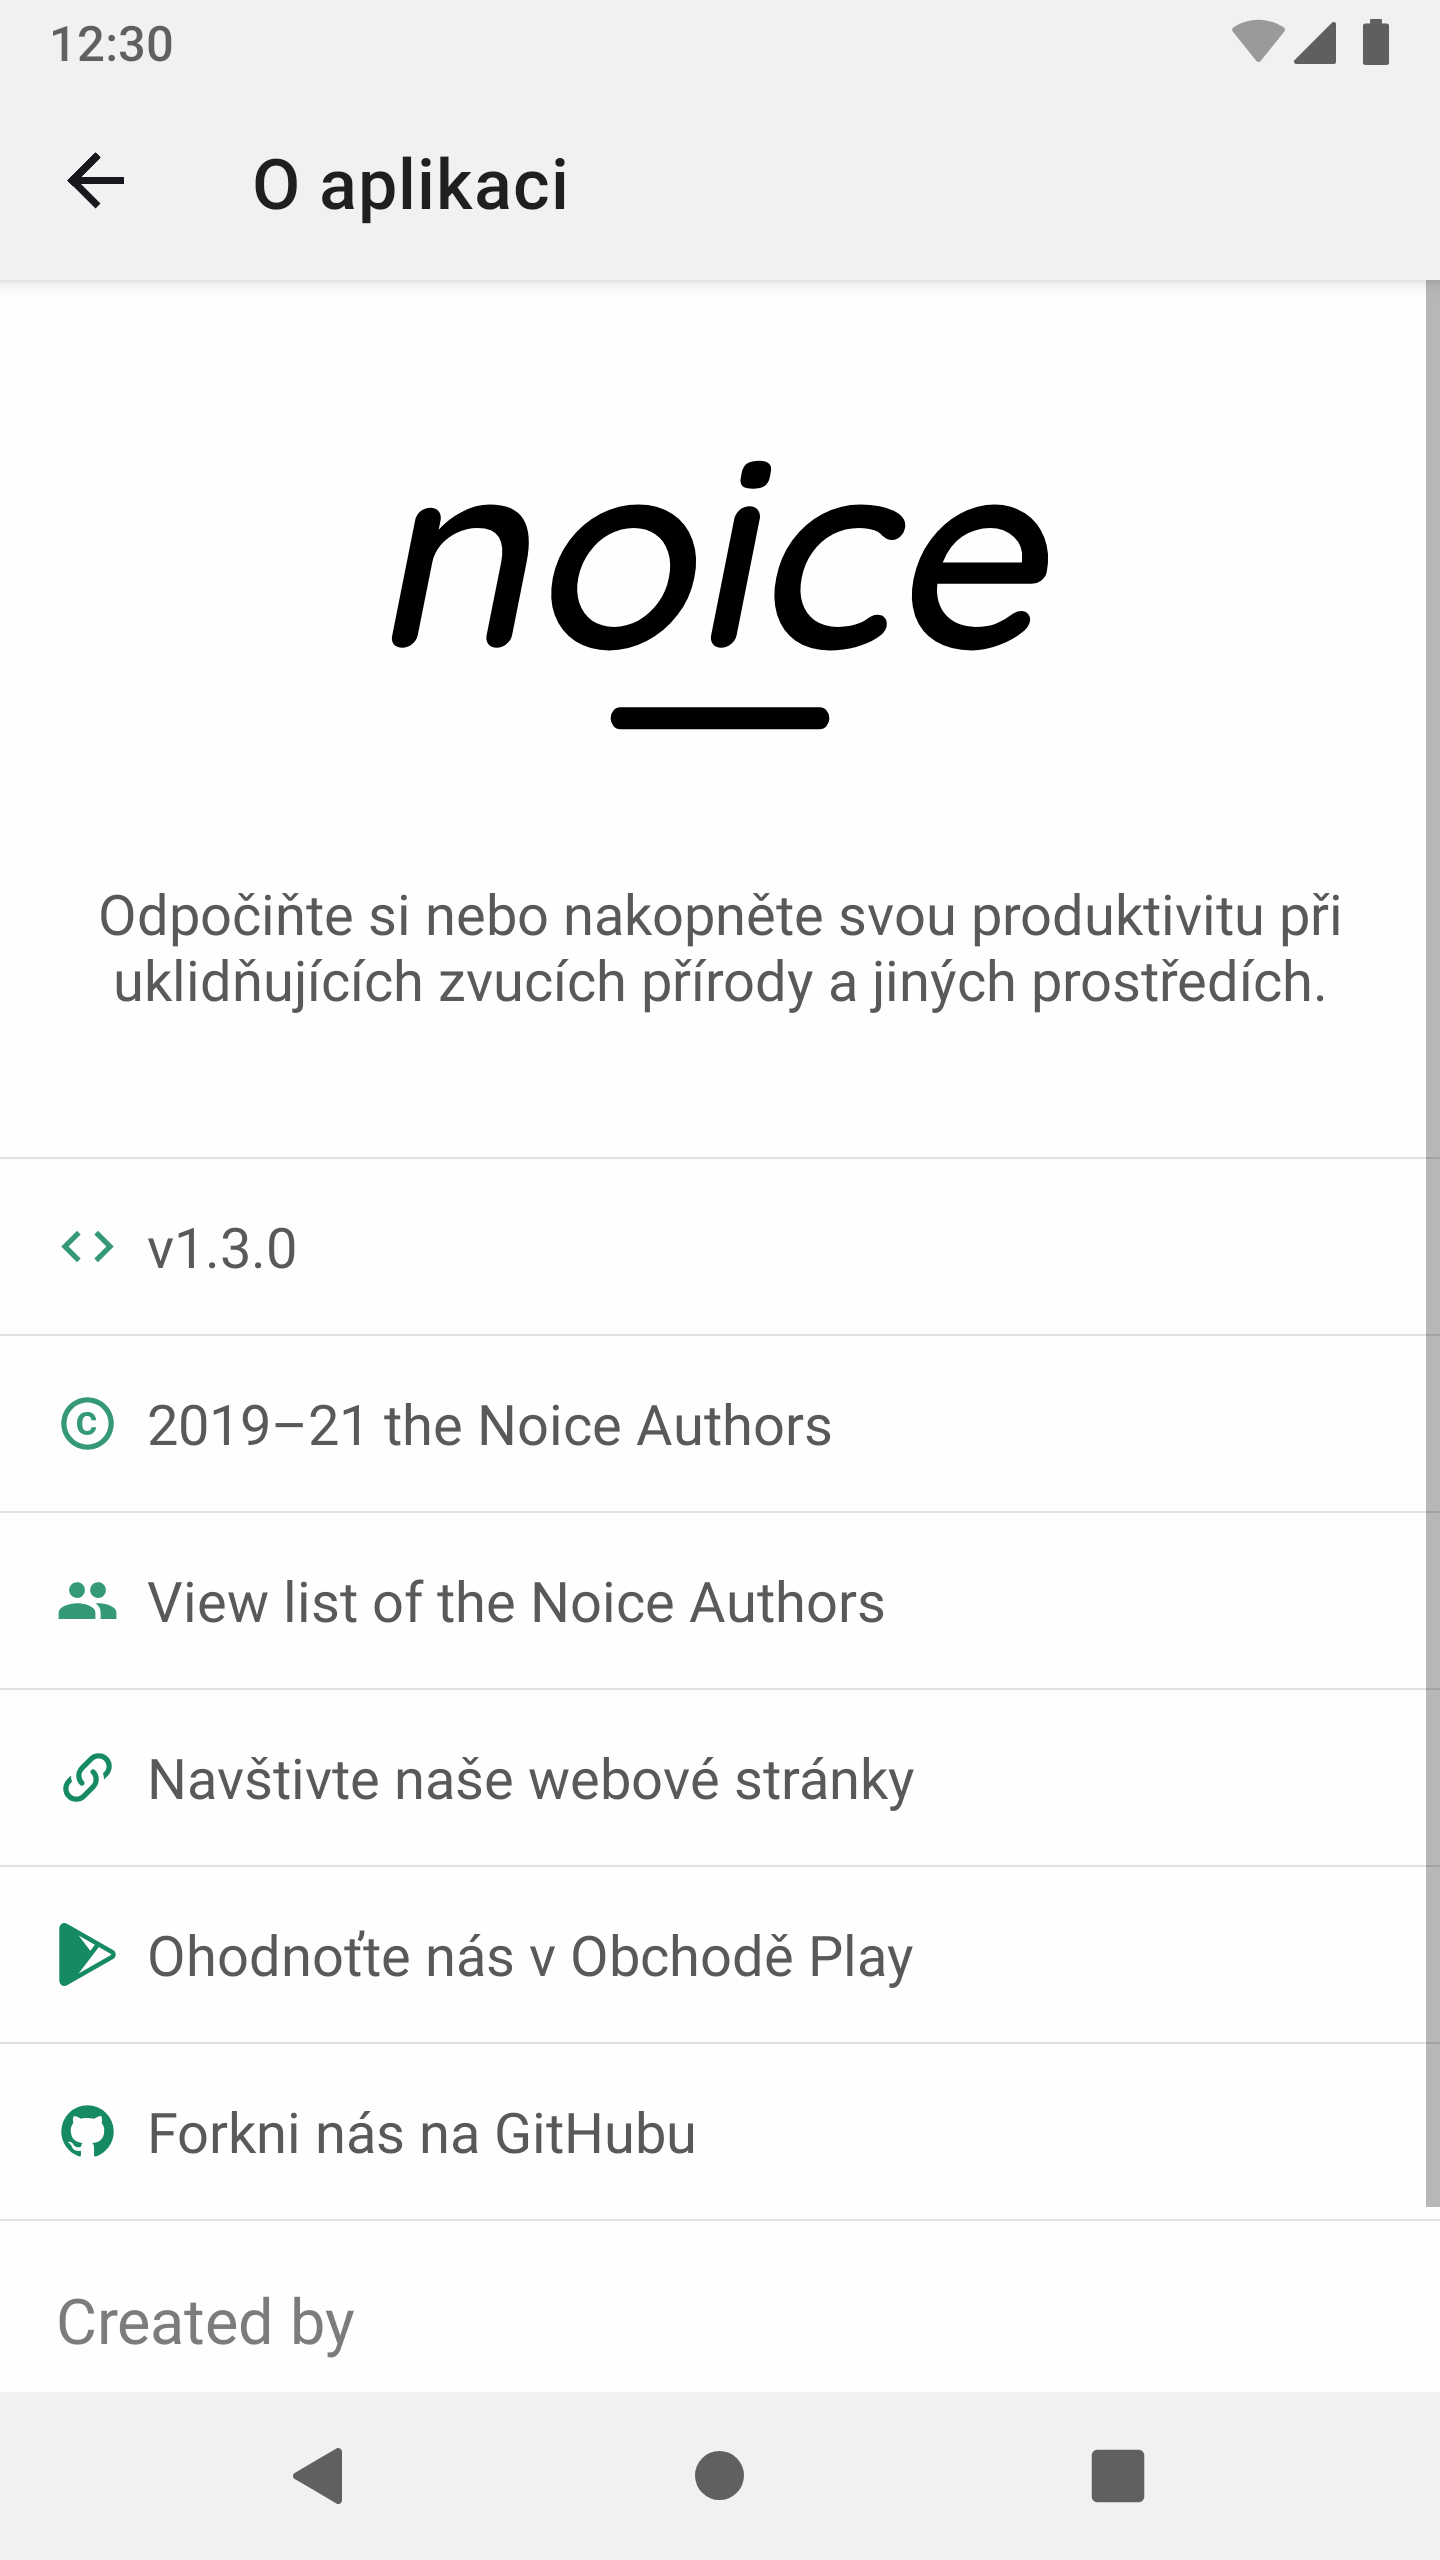 12:30
O aplikaci
noice
Odpočiňte si nebo nakopněte svou produktivitu při
uklidňujících zvucích přírody a jiných prostředích.
v1.3.0
2019–21 the Noice Authors
View list of the Noice Authors
Navštivte naše webové stránky
Ohodnoťte nás v Obchodě Play
Forkni nás na GitHubu
Created by